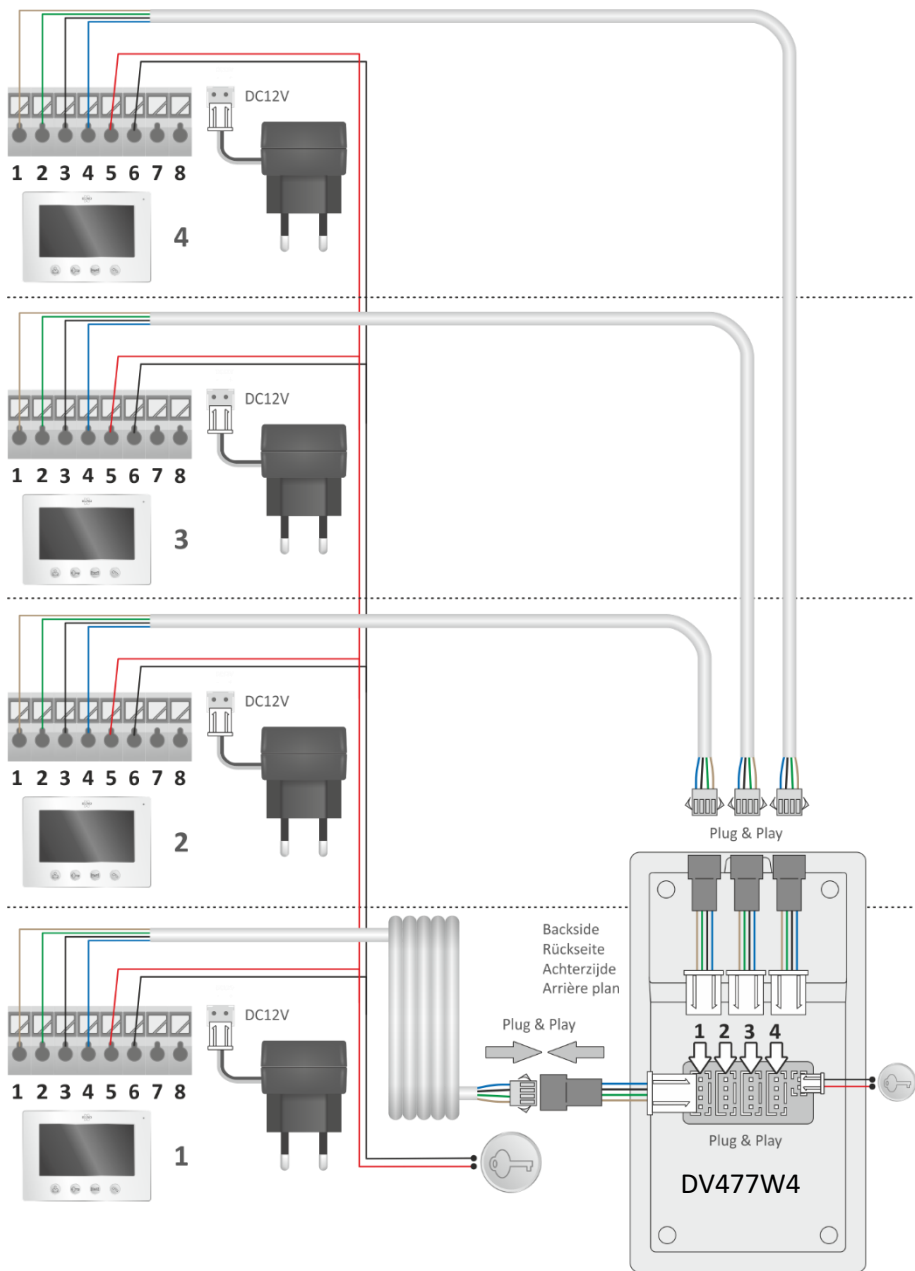 DC12V
1 2 3 4 5 6 7 8
4
DC12V
1 2 3 4 5 6 7 8
3
DC12V
1 2 3 4 5 6 7 8
2
Plug & Play
Backside
Rückseite
Achterzijde
Arrière plan
DC12V
Plug & Play
1 2 3 4
1 2 3 4 5 6 7 8
1
Plug & Play
DV477W4